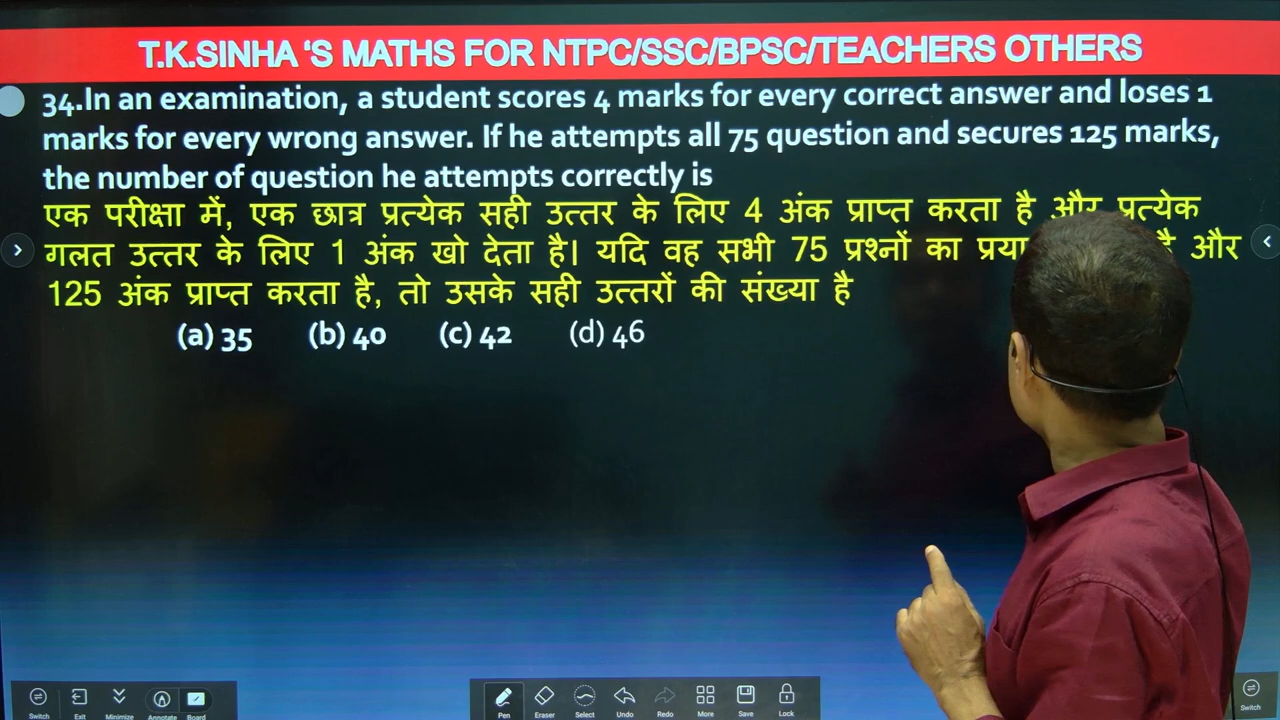 T.K.SINHA 'S MATHS FOR NTPC/SSC/BPSC/TEACHERS OTHERS
34.In an examination, a student scores 4 marks for every correct answer and loses 1
marks for every wrong answer. If he attempts all 75 question and secures 125 marks,
the number of question he attempts correctly is
एक परीक्षा में, एक छात्र प्रत्येक सही उत्तर के लिए 4 अंक प्राप्त करता है और प्रत्येक
गलत उत्तर के लिए 1 अंक खो देता है। यदि वह सभी 75 प्रश्नों का है और
125 अंक प्राप्त करता है, तो उसके सही उत्तरों की संख्या है
(a) 35 (b) 40 (c) 42 (d) 46
Switch Exit Minimize Annotate Board Pen Eraser Select Undo Redo More Save Lock Switch